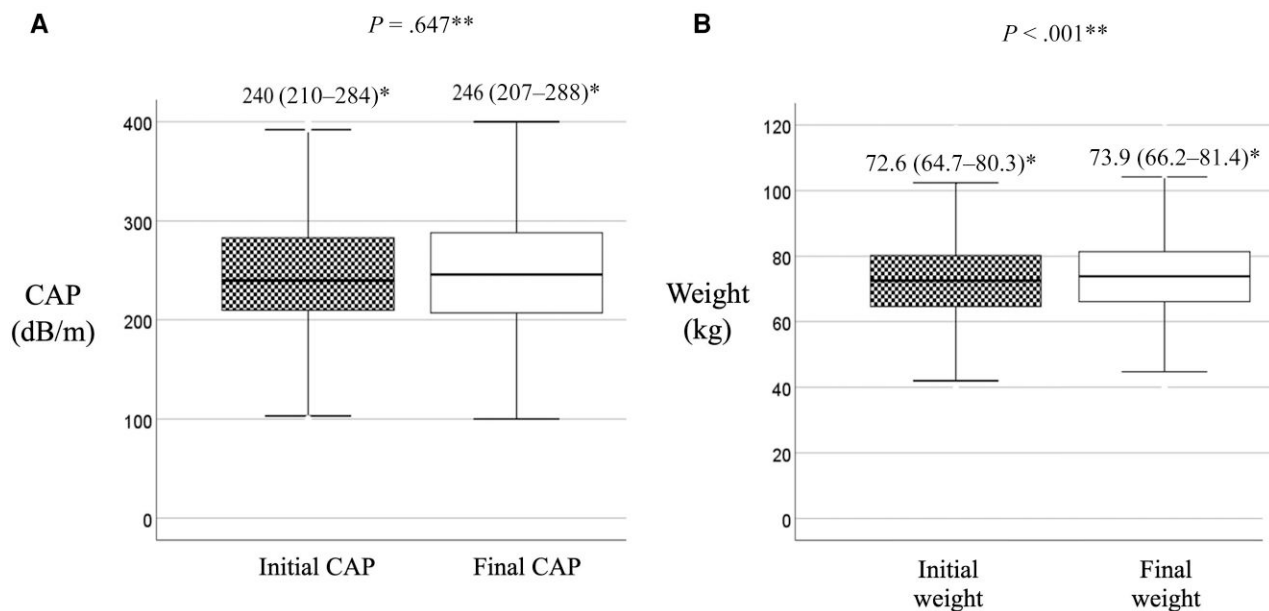 A
P = .647**
240 (210–284)*
246 (207–288)*
400
300
200
100
0
CAP
(dB/m)
Initial CAP
Final CAP
B
P < .001**
72.6 (64.7–80.3)*
73.9 (66.2–81.4)*
120
100
80
60
40
20
0
Weight
(kg)
Initial
weight
Final
weight